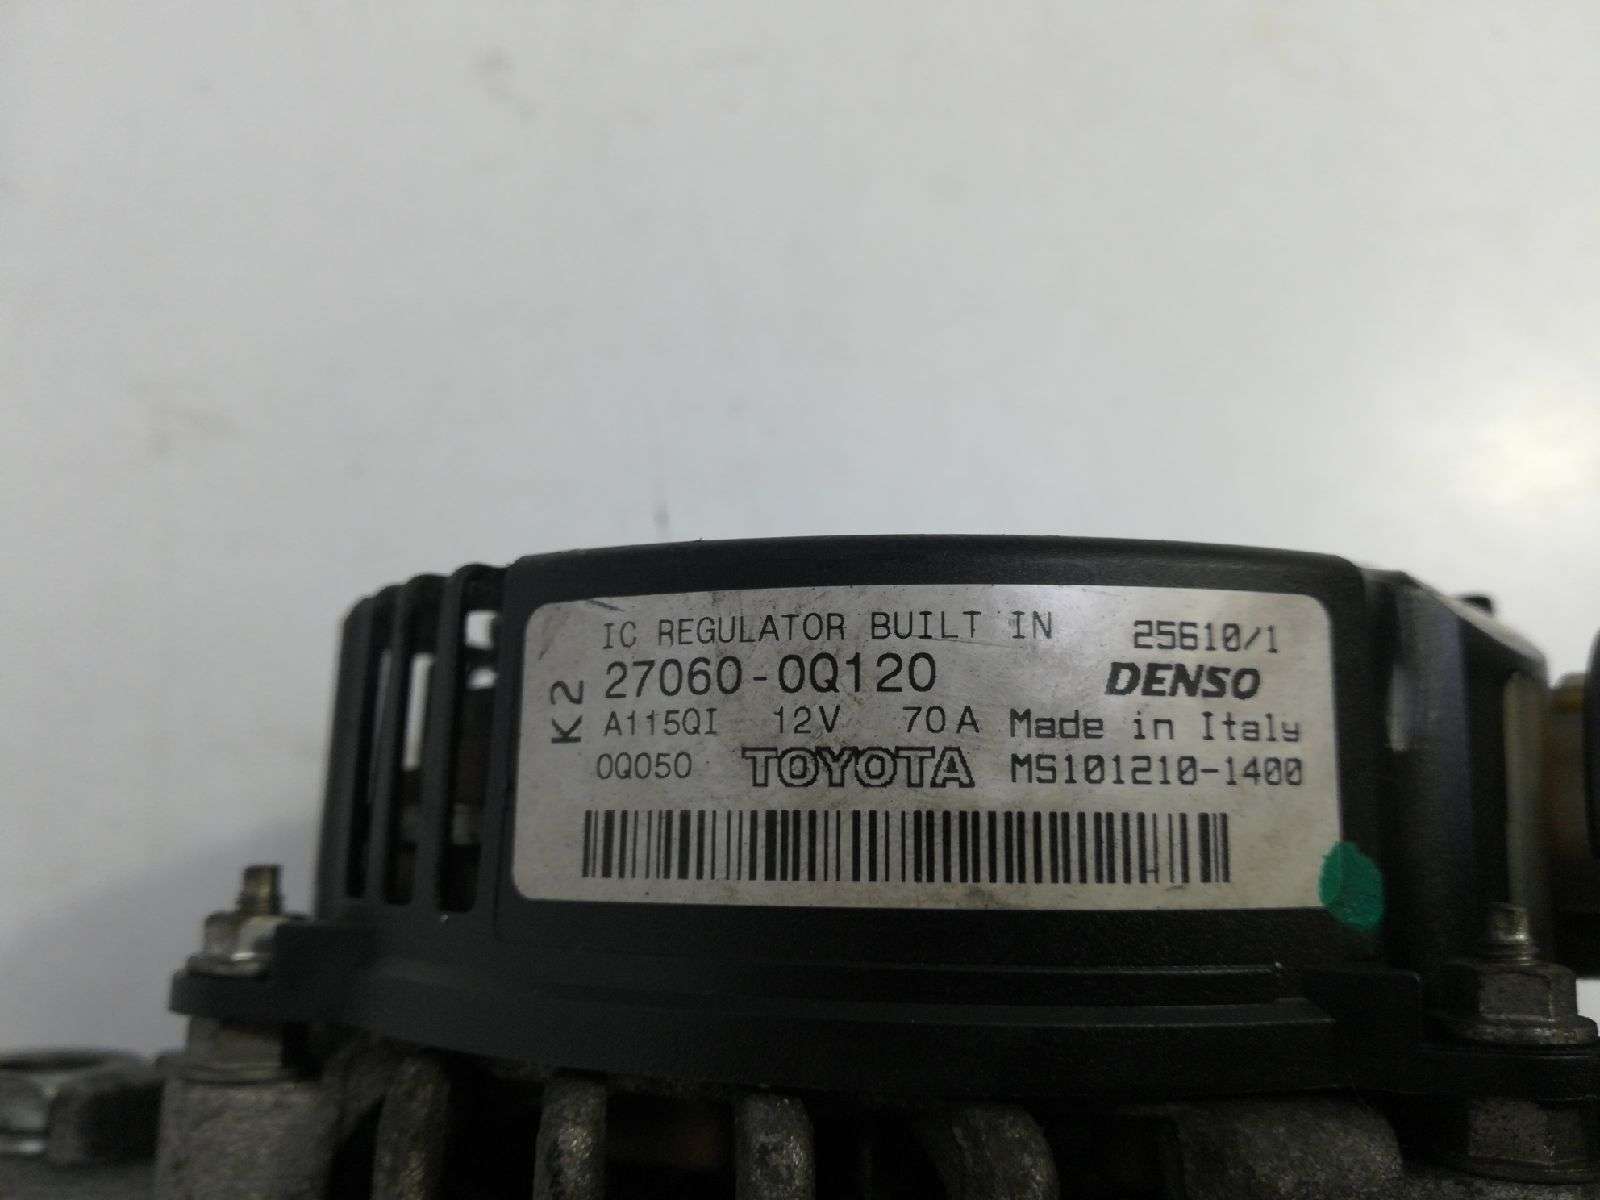 IC REGULATOR BUILT IN 25610/1
K2 27060-0Q120 DENSO
A115QI 12V 70A Made in Italy
0Q050 TOYOTA MS101210-1400